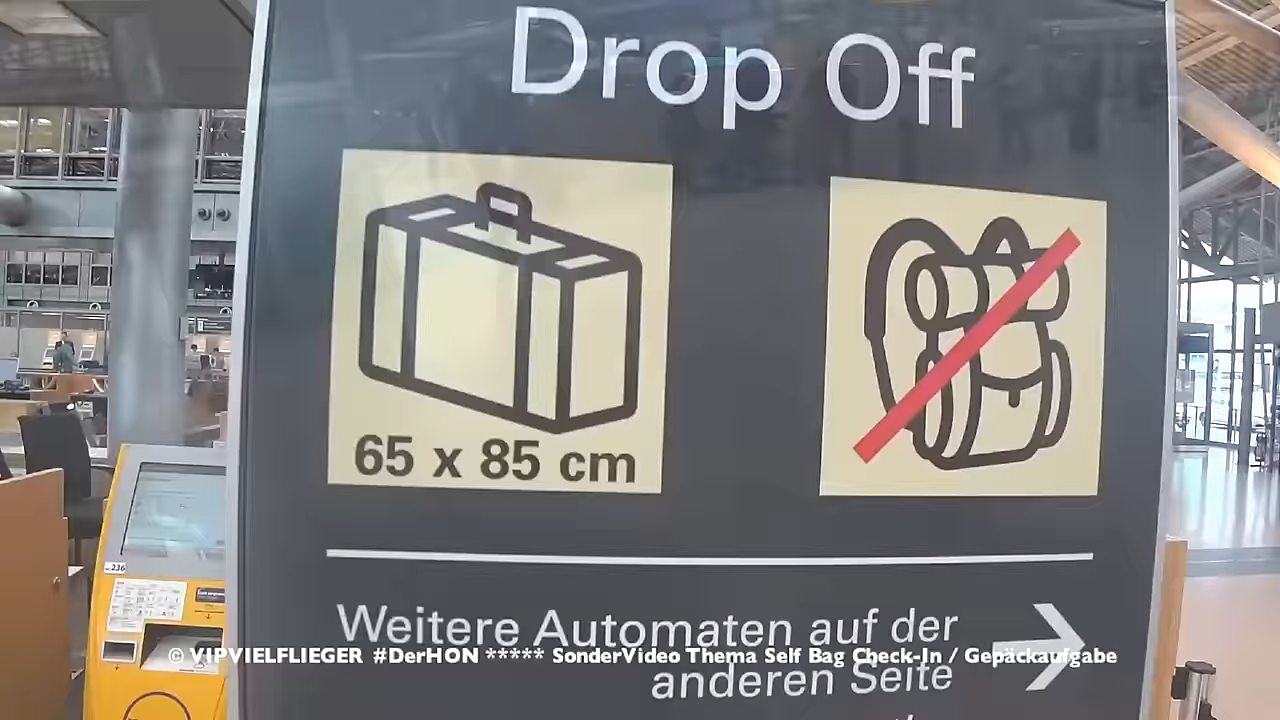 Drop Off
65 x 85 cm
236
Weitere Automaten auf der
anderen Seite
© VIPVIELFLIEGER #DerHON ***** SonderVideo Thema Self Bag Check-In / Gepäckaufgabe